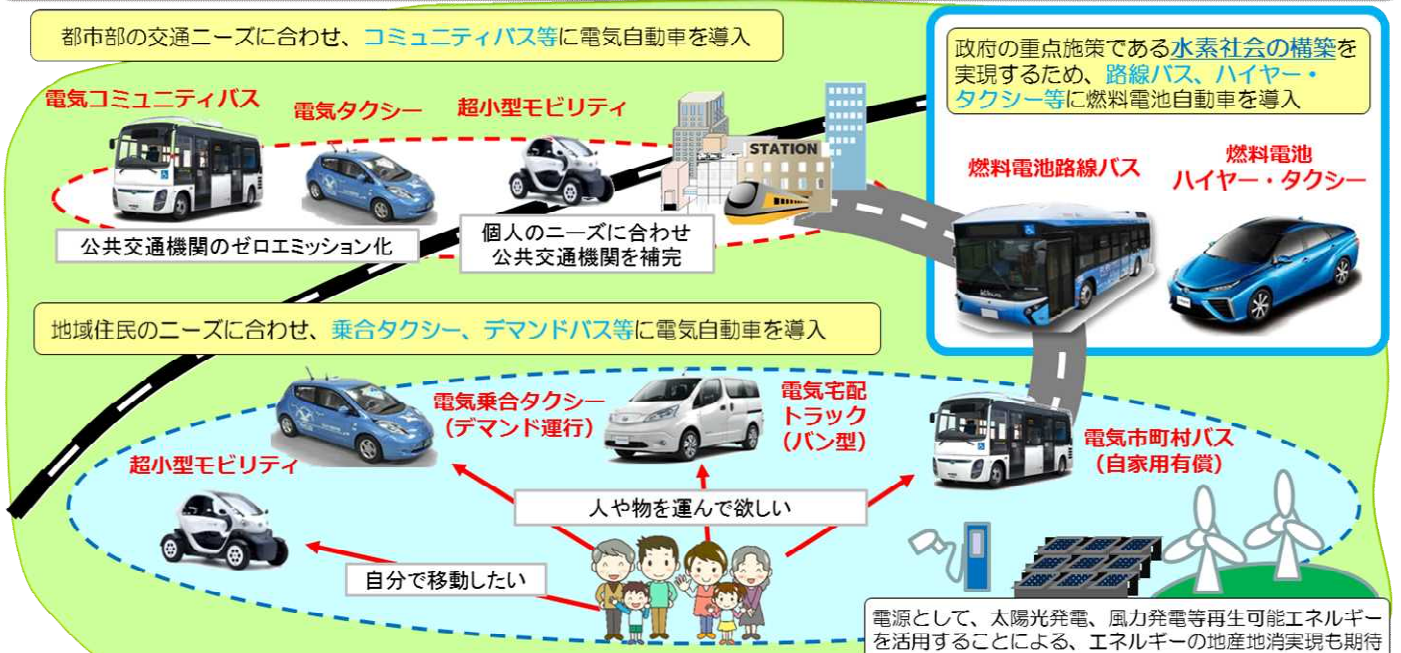 都市部の交通ニーズに合わせ、コミュニティバス等に電気自動車を導入
電気コミュニティバス
電気タクシー
超小型モビリティ
STATION
公共交通機関のゼロエミッション化
個人のニーズに合わせ
公共交通機関を補完
政府の重点施策である水素社会の構築を
実現するため、路線バス、ハイヤー・
タクシー等に燃料電池自動車を導入
燃料電池路線バス
燃料電池
ハイヤー・タクシー
地域住民のニーズに合わせ、乗合タクシー、デマンドバス等に電気自動車を導入
電気乗合タクシー
(デマンド運行)
電気宅配
トラック
(バン型)
電気市町村バス
(自家用有償)
超小型モビリティ
人や物を運んで欲しい
自分で移動したい
電源として、太陽光発電、風力発電等再生可能エネルギー
を活用することによる、エネルギーの地産地消実現も期待